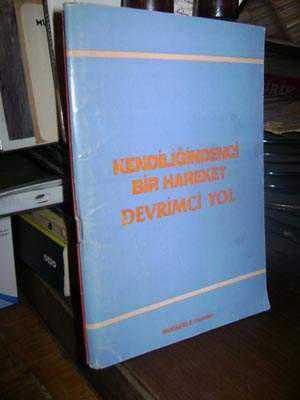 KENDİLİĞİNDENCİ
BİR HAREKET
DEVRİMCİ YOL